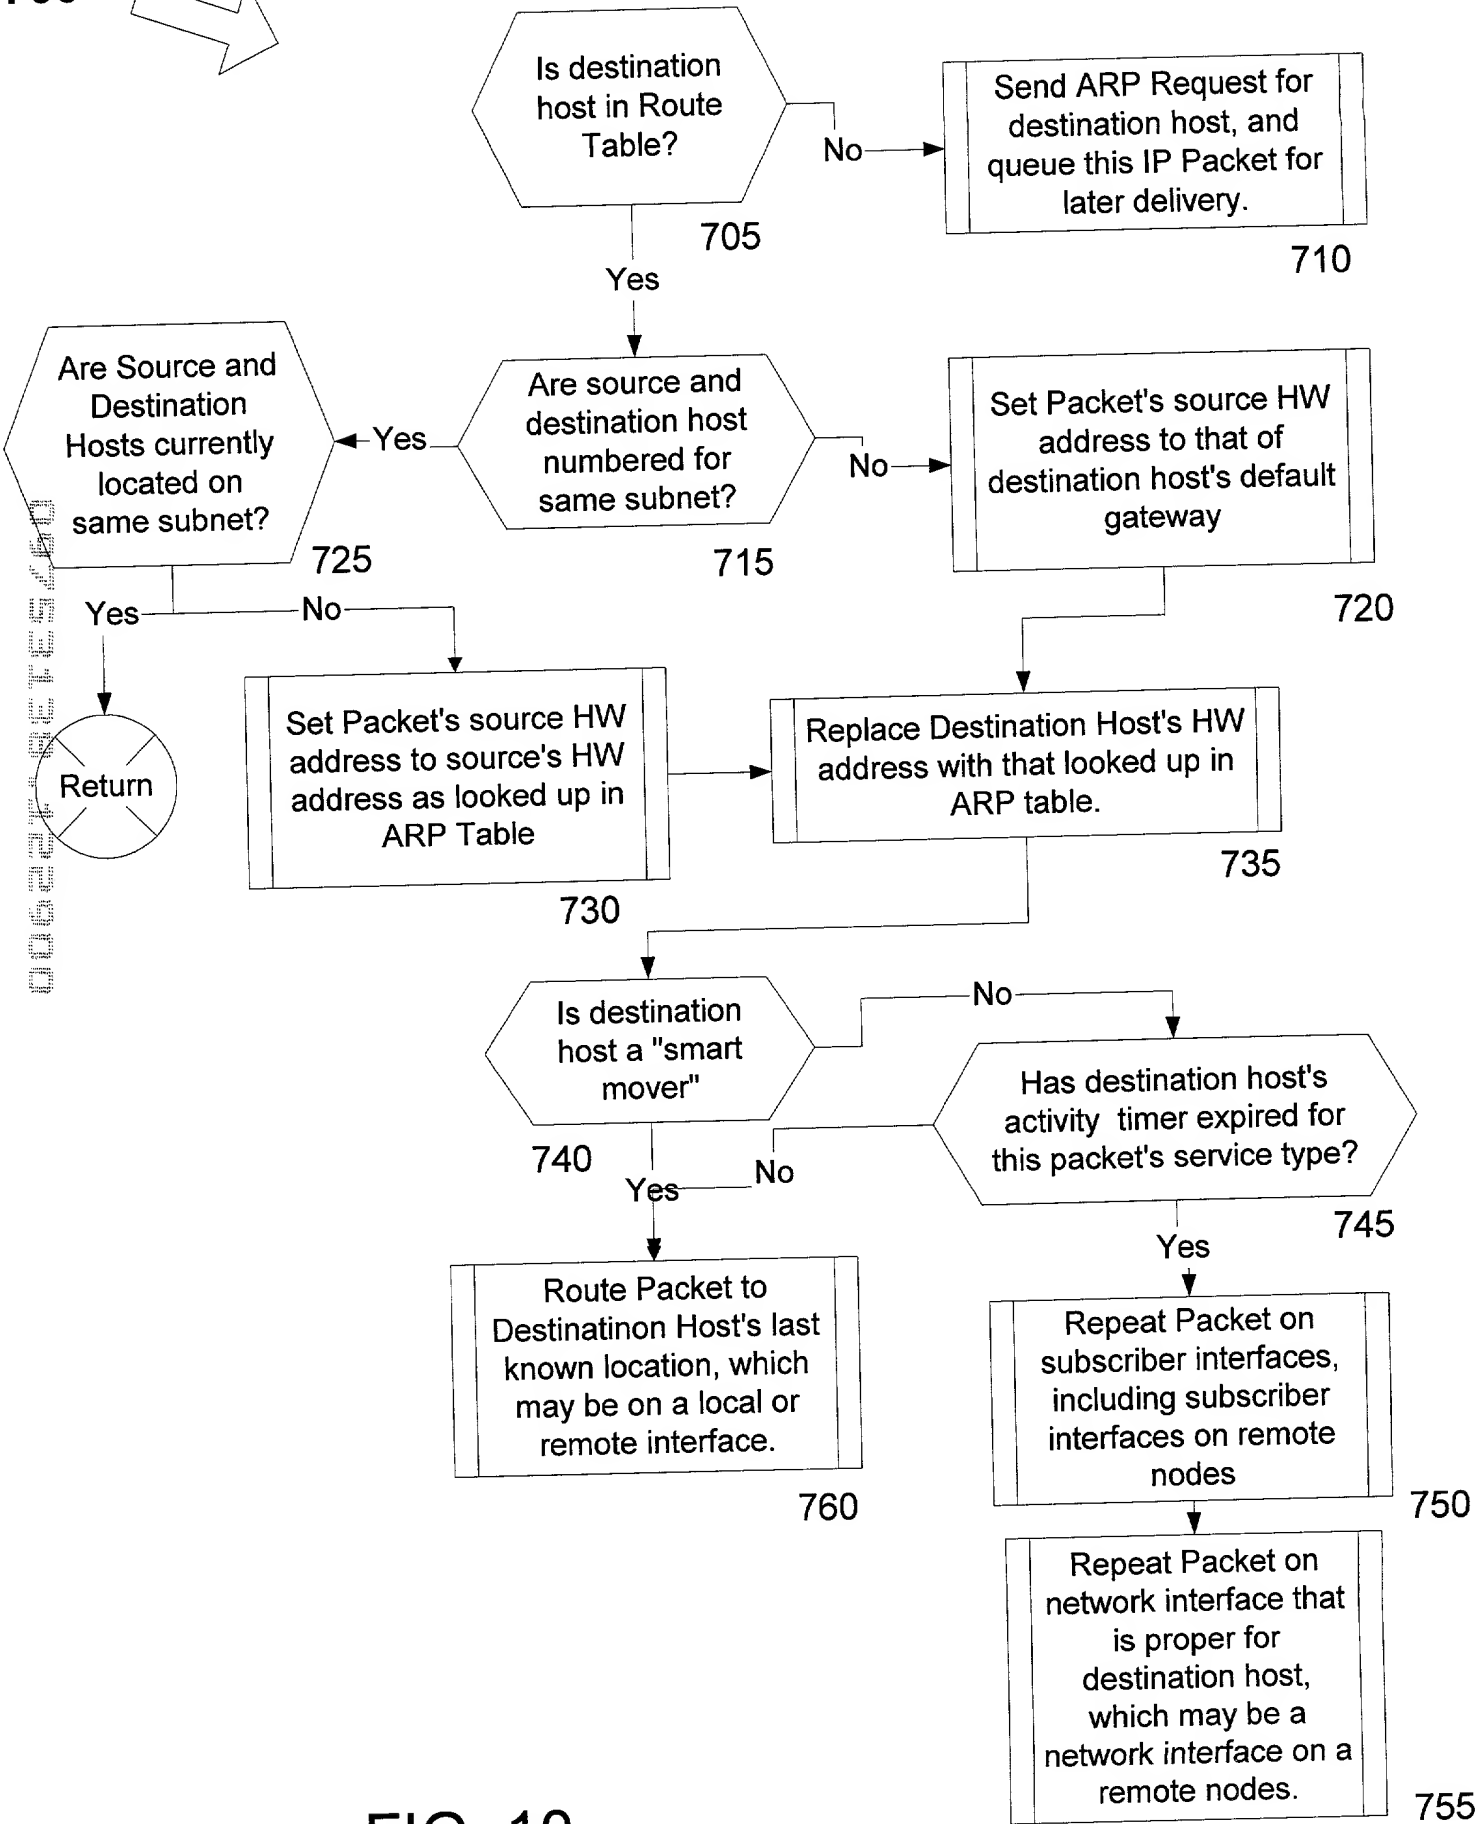 Is destination
host in Route
Table?
705
No
Send ARP Request for
destination host, and
queue this IP Packet for
later delivery.
710
Yes
Are Source and
Destination
Hosts currently
located on
same subnet?
725
Yes
Are source and
destination host
numbered for
same subnet?
715
No
Set Packet's source HW
address to that of
destination host's default
gateway
720
Yes
No
Return
Set Packet's source HW
address to source's HW
address as looked up in
ARP Table
730
Replace Destination Host's HW
address with that looked up in
ARP table.
735
Is destination
host a "smart
mover"
740
No
Has destination host's
activity timer expired for
this packet's service type?
745
No
Yes
Yes
Route Packet to
Destinatinon Host's last
known location, which
may be on a local or
remote interface.
760
Repeat Packet on
subscriber interfaces,
including subscriber
interfaces on remote
nodes
750
Repeat Packet on
network interface that
is proper for
destination host,
which may be a
network interface on a
remote nodes.
755